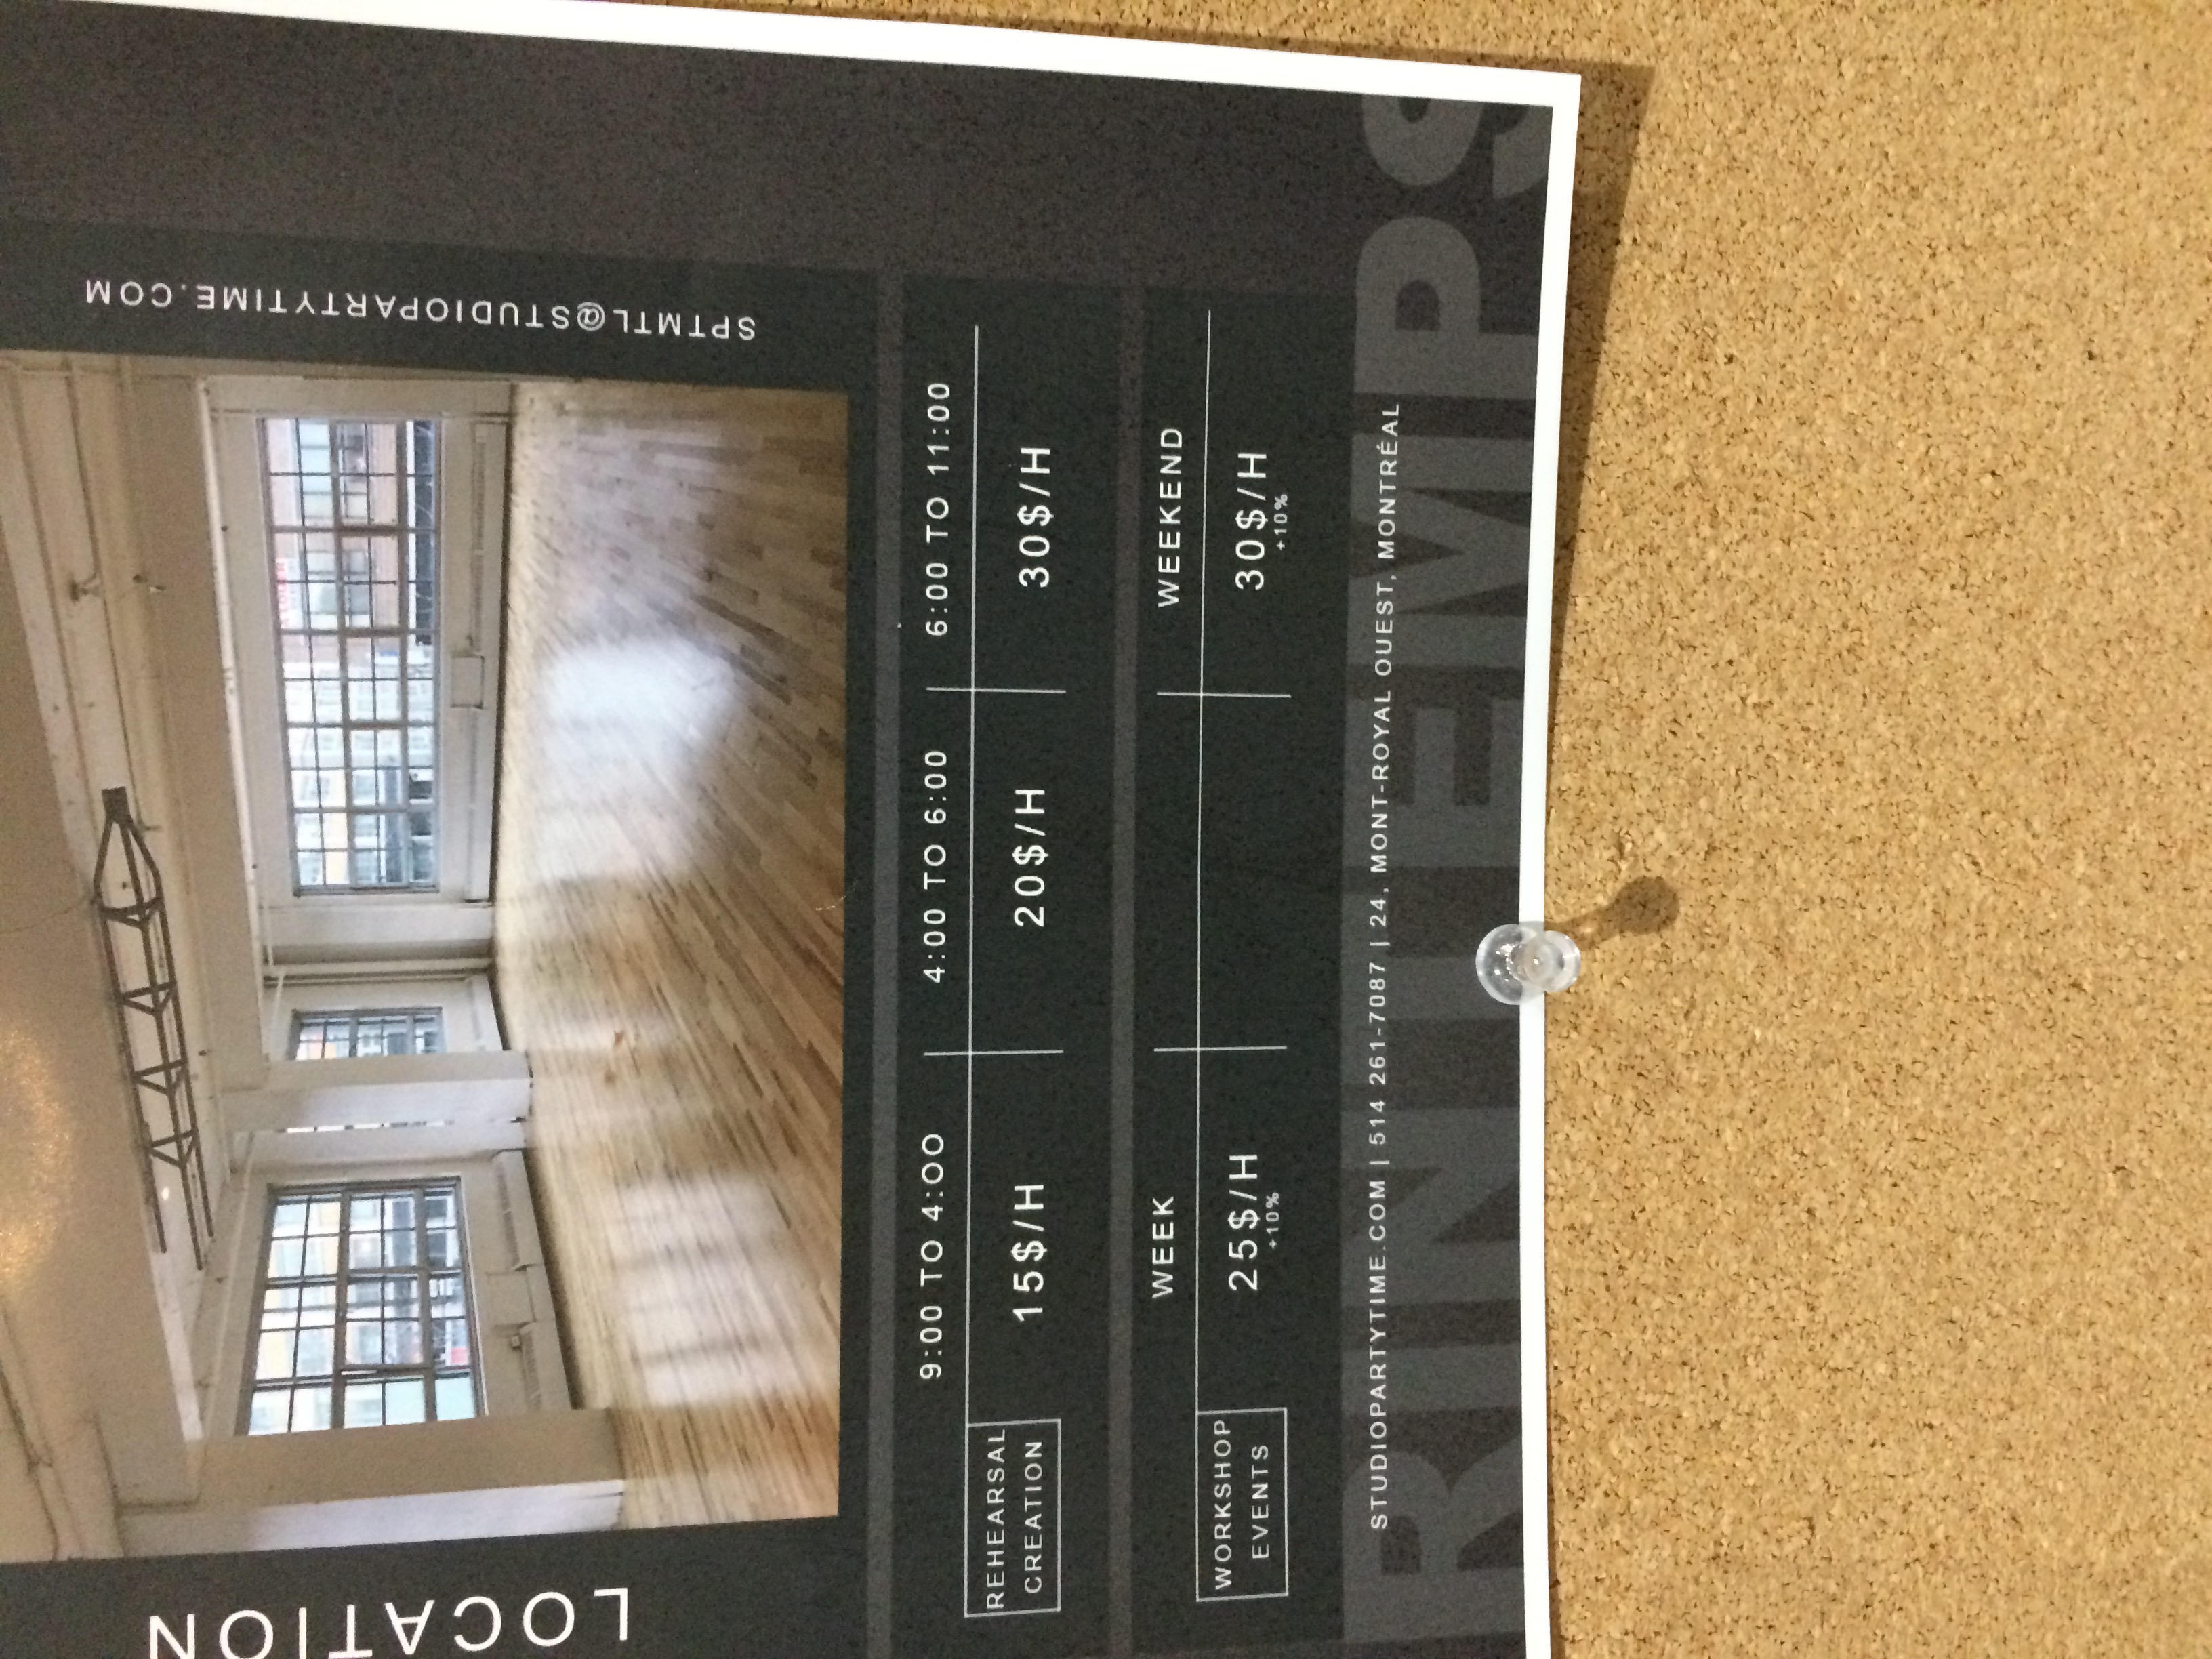 LOCATION
SPTMTL@STUDIOPARTYTIME.COM
9:00 TO 4:OO 4:00 TO 6:00 6:00 TO 11:00
REHEARSAL
CREATION
15$/H 20$/H 30$/H
WEEK WEEKEND
WORKSHOP
EVENTS
25$/H 30$/H
+10% +10%
STUDIOPARTYTIME.COM | 514 261-7087 | 24, MONT-ROYAL OUEST, MONTRÉAL
RINTEMPS